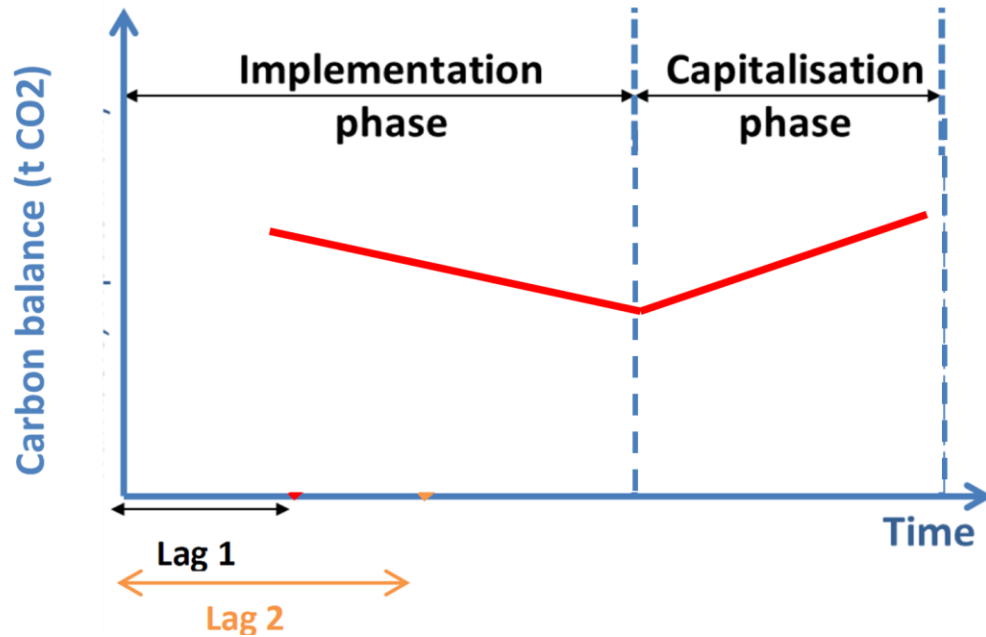 Implementation
phase
Capitalisation
phase
Carbon balance (t CO2)
Time
Lag 1
Lag 2